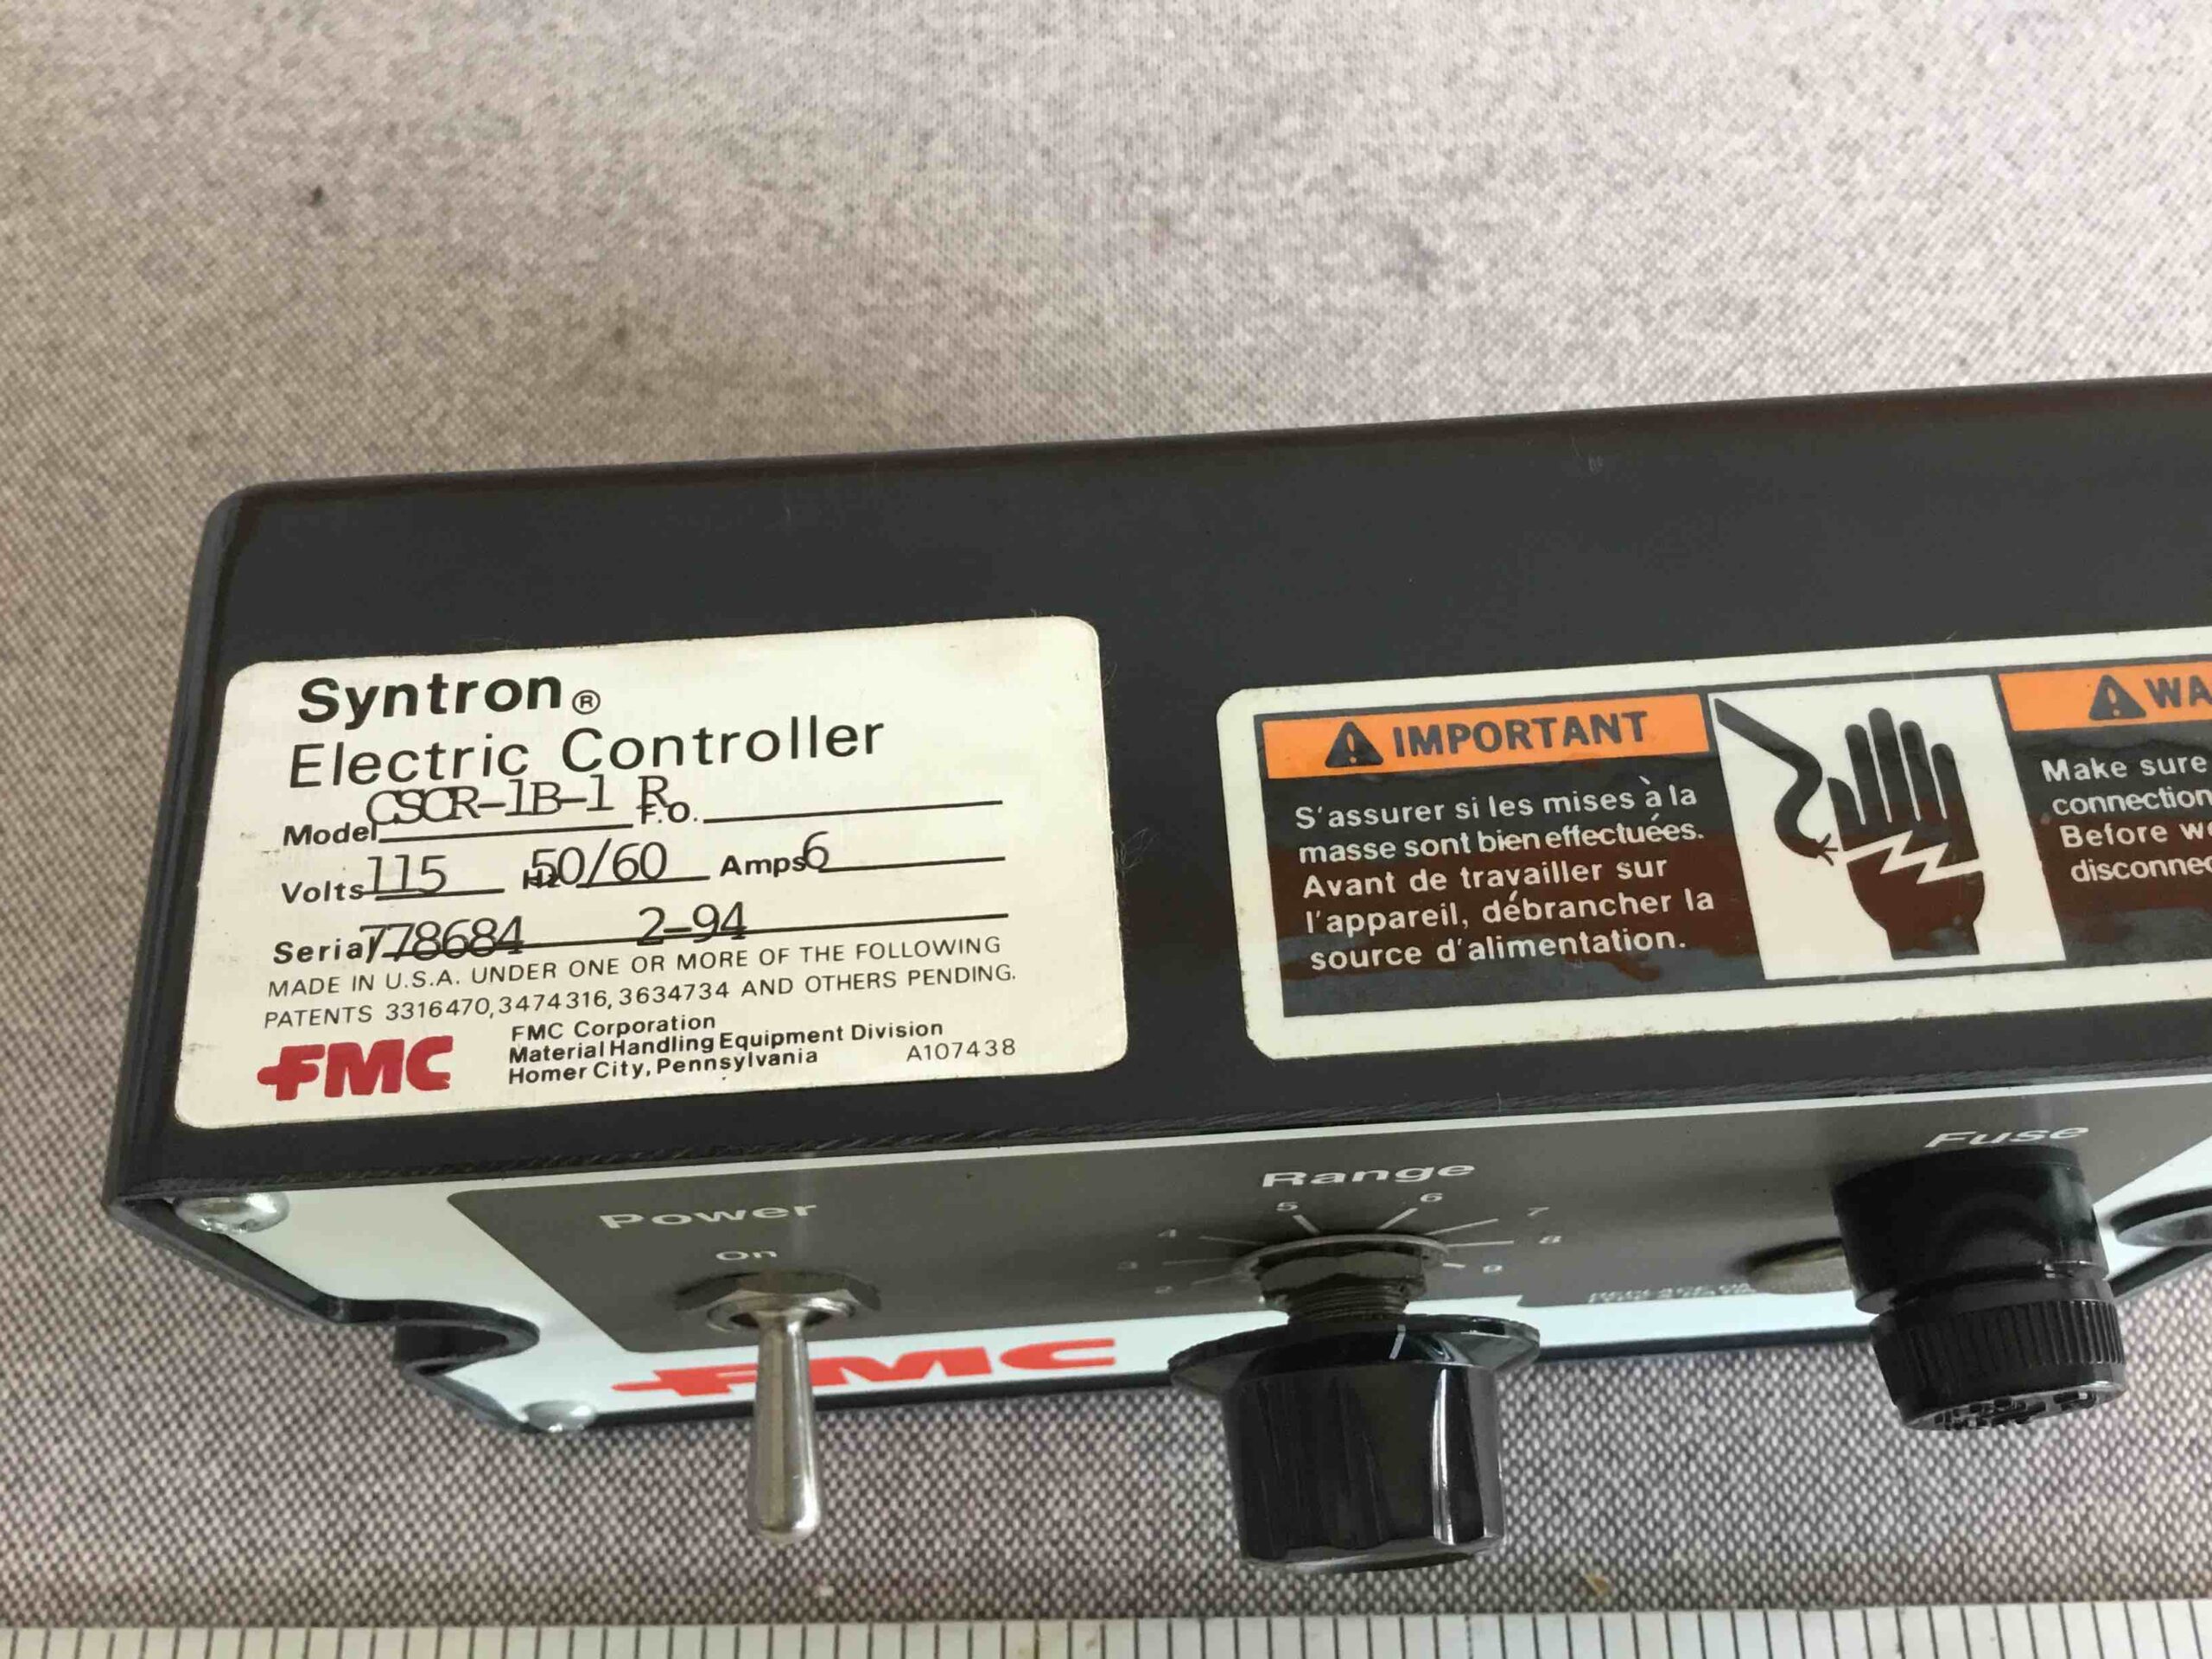 Syntron®
Electric Controller
Model CSCR-1B-1 R F.O.
Volts 115 Hz 50/60 Amps 6
Serial 778684 2-94
MADE IN U.S.A. UNDER ONE OR MORE OF THE FOLLOWING
PATENTS 3316470, 3474316, 3634734 AND OTHERS PENDING.
FMC
FMC Corporation
Material Handling Equipment Division
Homer City, Pennsylvania A107438
IMPORTANT
S'assurer si les mises à la
masse sont bien effectuées.
Avant de travailler sur
l'appareil, débrancher la
source d'alimentation.
WA
Make sure
connection
Before w
disconnec
Power
On
Range
2 3 4 5 6 7 8 9
Fuse
FMC